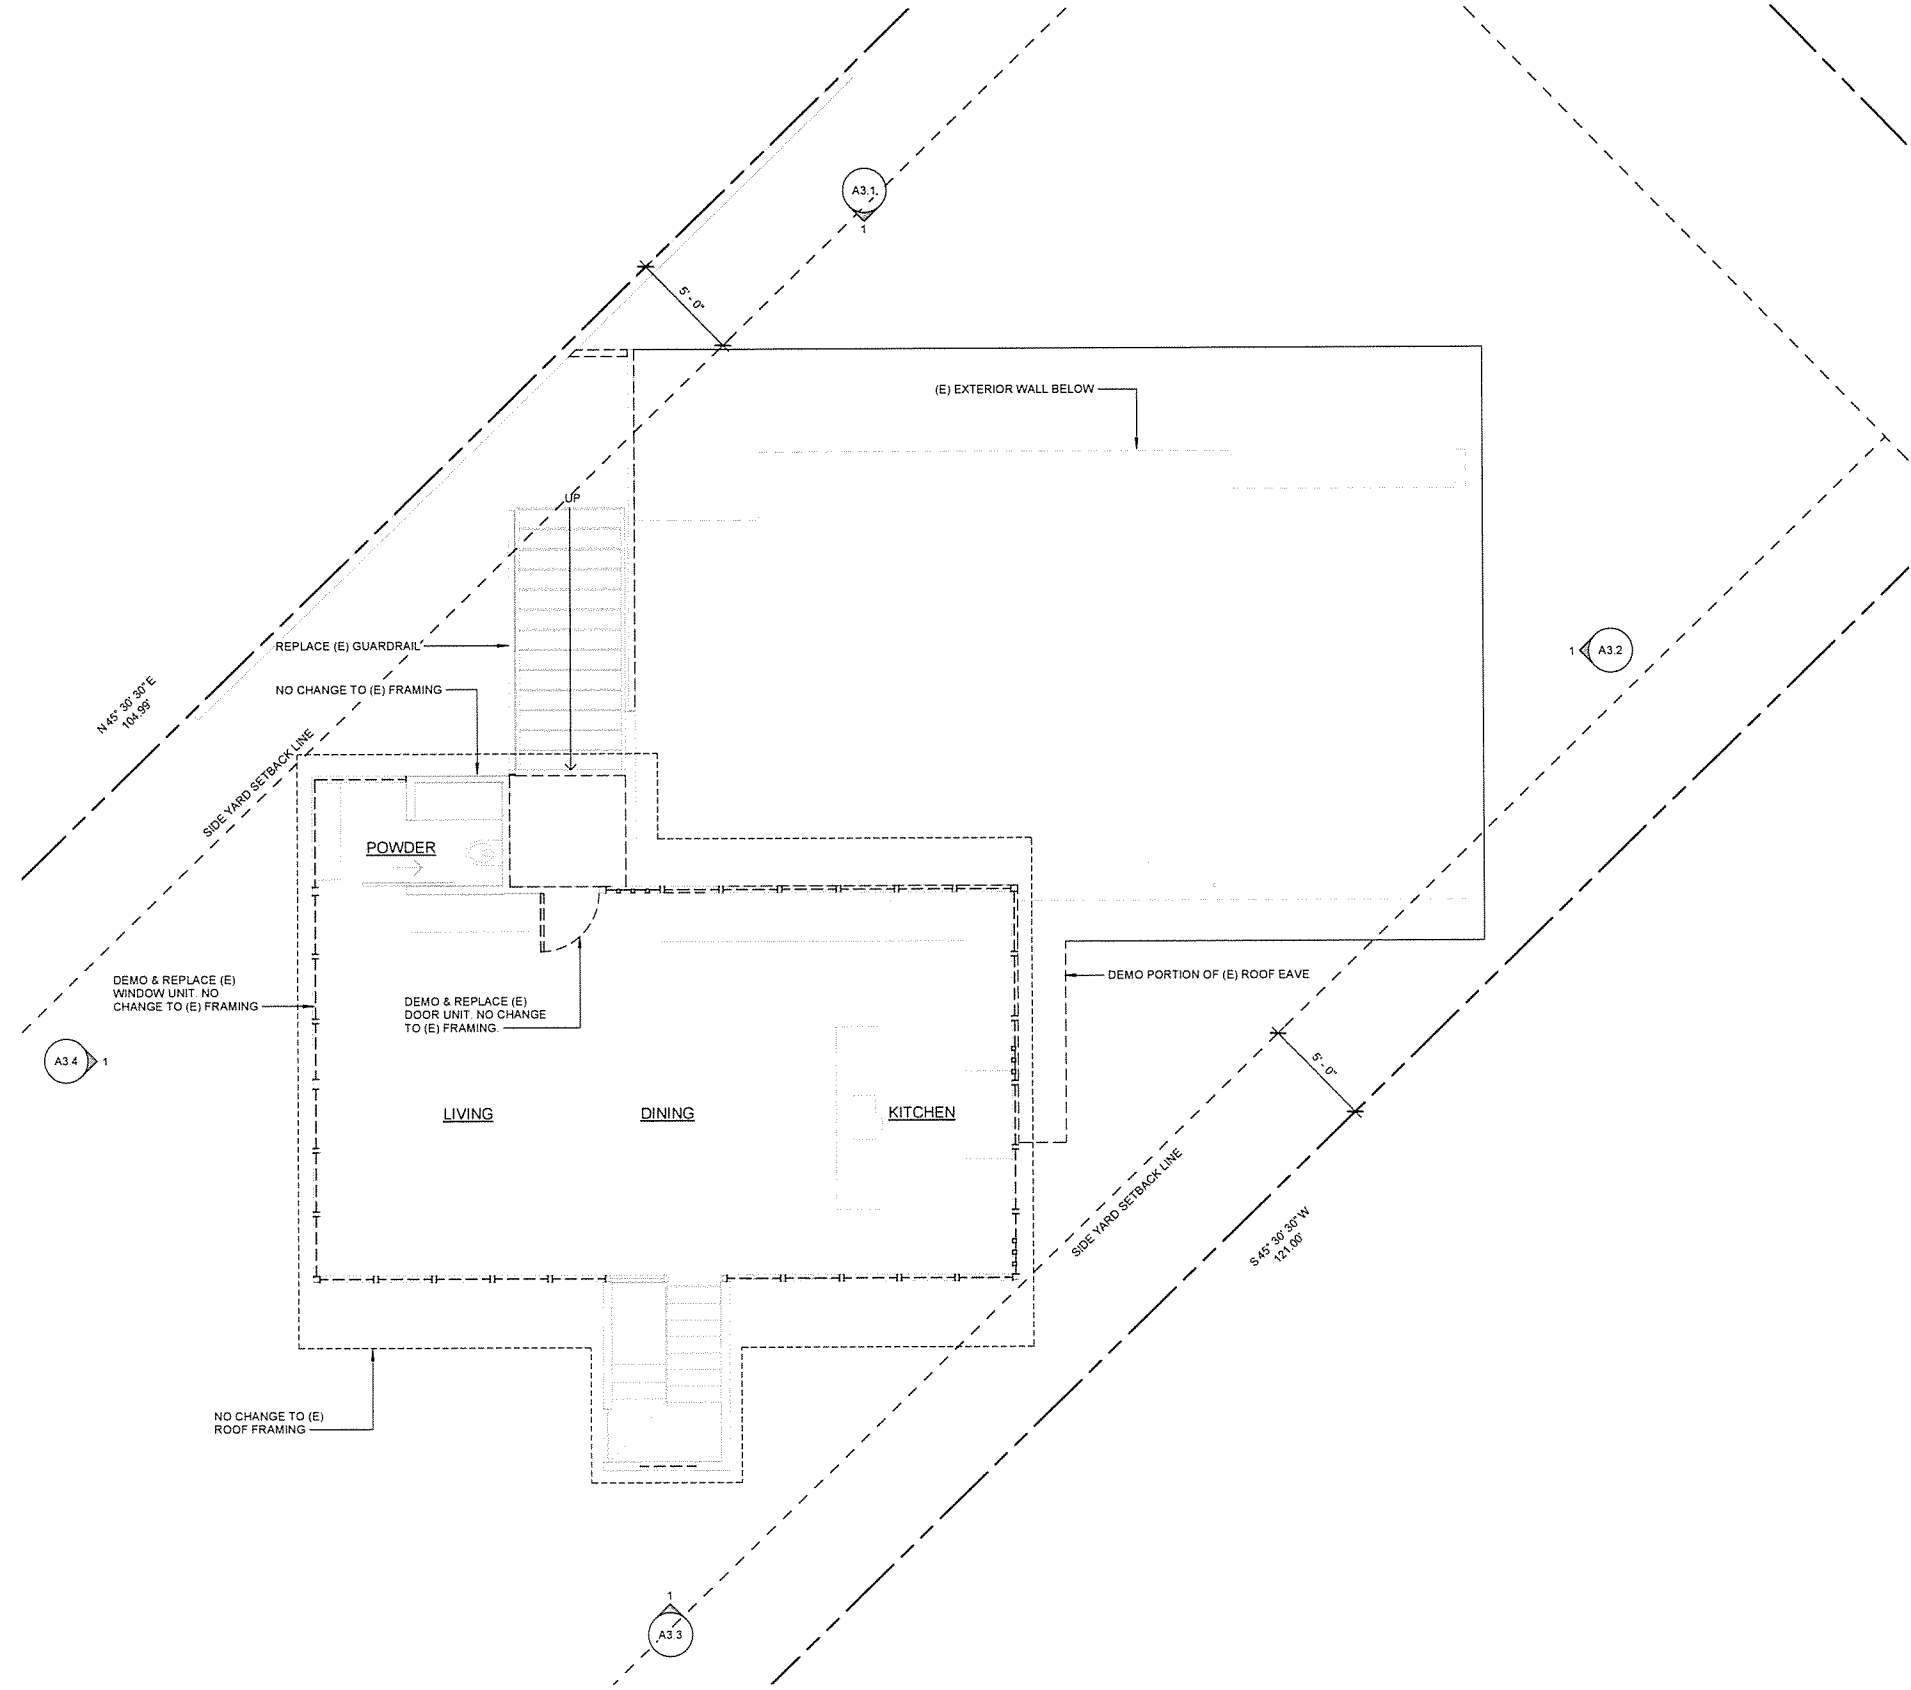 A3.1
1
5'- 0"
(E) EXTERIOR WALL BELOW
UP
REPLACE (E) GUARDRAIL
1
A3.2
NO CHANGE TO (E) FRAMING
N 45° 30' 30" E
104.99'
SIDE YARD SETBACK LINE
POWDER
DEMO & REPLACE (E)
WINDOW UNIT. NO
CHANGE TO (E) FRAMING
DEMO & REPLACE (E)
DOOR UNIT. NO CHANGE
TO (E) FRAMING.
DEMO PORTION OF (E) ROOF EAVE
A3.4
1
5'- 0"
LIVING
DINING
KITCHEN
SIDE YARD SETBACK LINE
S 45° 30' 30" W
121.00'
NO CHANGE TO (E)
ROOF FRAMING
1
A3.3